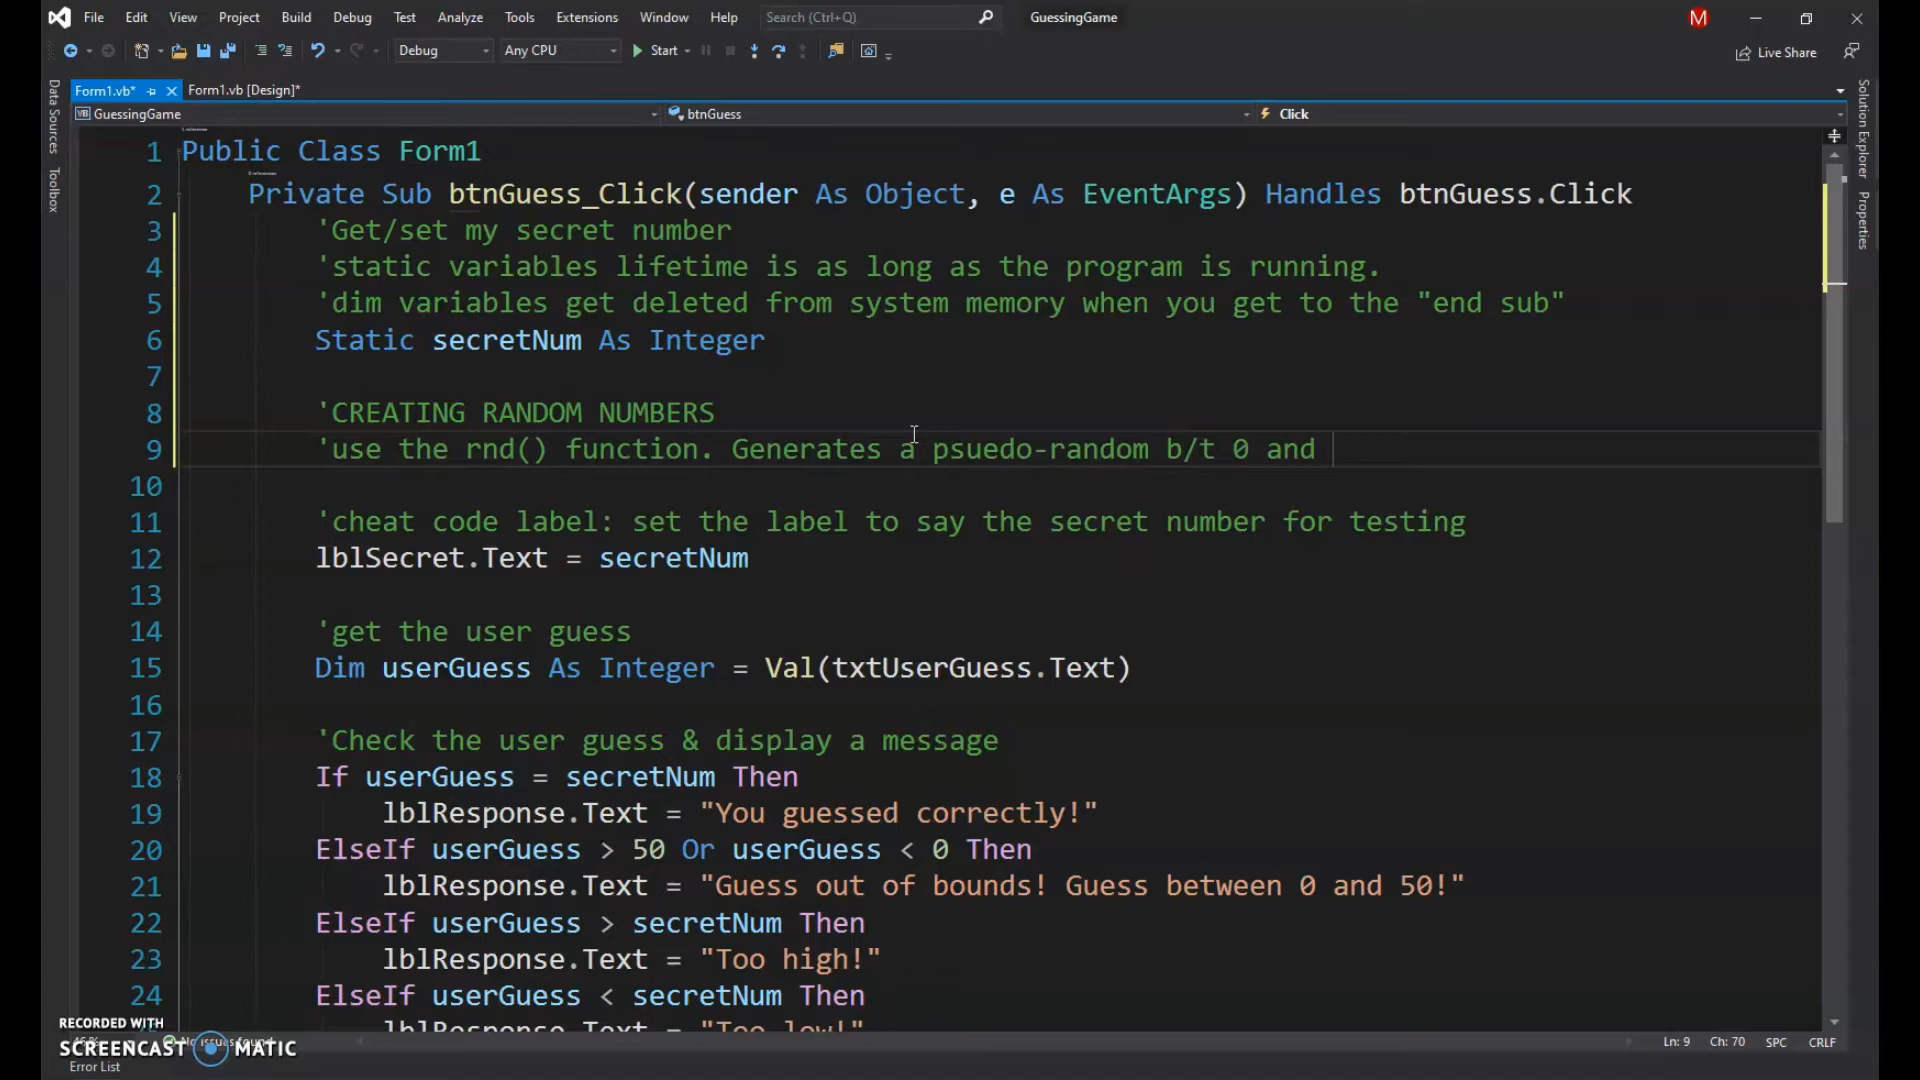 File Edit View Project Build Debug Test Analyze Tools Extensions Window Help Search (Ctrl+Q) GuessingGame M
Debug Any CPU Start Live Share
Form1.vb* Form1.vb [Design]*
GuessingGame btnGuess Click
Data Sources
Toolbox
Solution Explorer
Properties
1 Public Class Form1
2 Private Sub btnGuess_Click(sender As Object, e As EventArgs) Handles btnGuess.Click
3 'Get/set my secret number
4 'static variables lifetime is as long as the program is running.
5 'dim variables get deleted from system memory when you get to the "end sub"
6 Static secretNum As Integer
7
8 'CREATING RANDOM NUMBERS
9 'use the rnd() function. Generates a psuedo-random b/t 0 and
10
11 'cheat code label: set the label to say the secret number for testing
12 lblSecret.Text = secretNum
13
14 'get the user guess
15 Dim userGuess As Integer = Val(txtUserGuess.Text)
16
17 'Check the user guess & display a message
18 If userGuess = secretNum Then
19 lblResponse.Text = "You guessed correctly!"
20 ElseIf userGuess > 50 Or userGuess < 0 Then
21 lblResponse.Text = "Guess out of bounds! Guess between 0 and 50!"
22 ElseIf userGuess > secretNum Then
23 lblResponse.Text = "Too high!"
24 ElseIf userGuess < secretNum Then
lblResponse.Text = "Too low!"
RECORDED WITH
SCREENCAST MATIC
No issues found
Ln: 9 Ch: 70 SPC CRLF
Error List